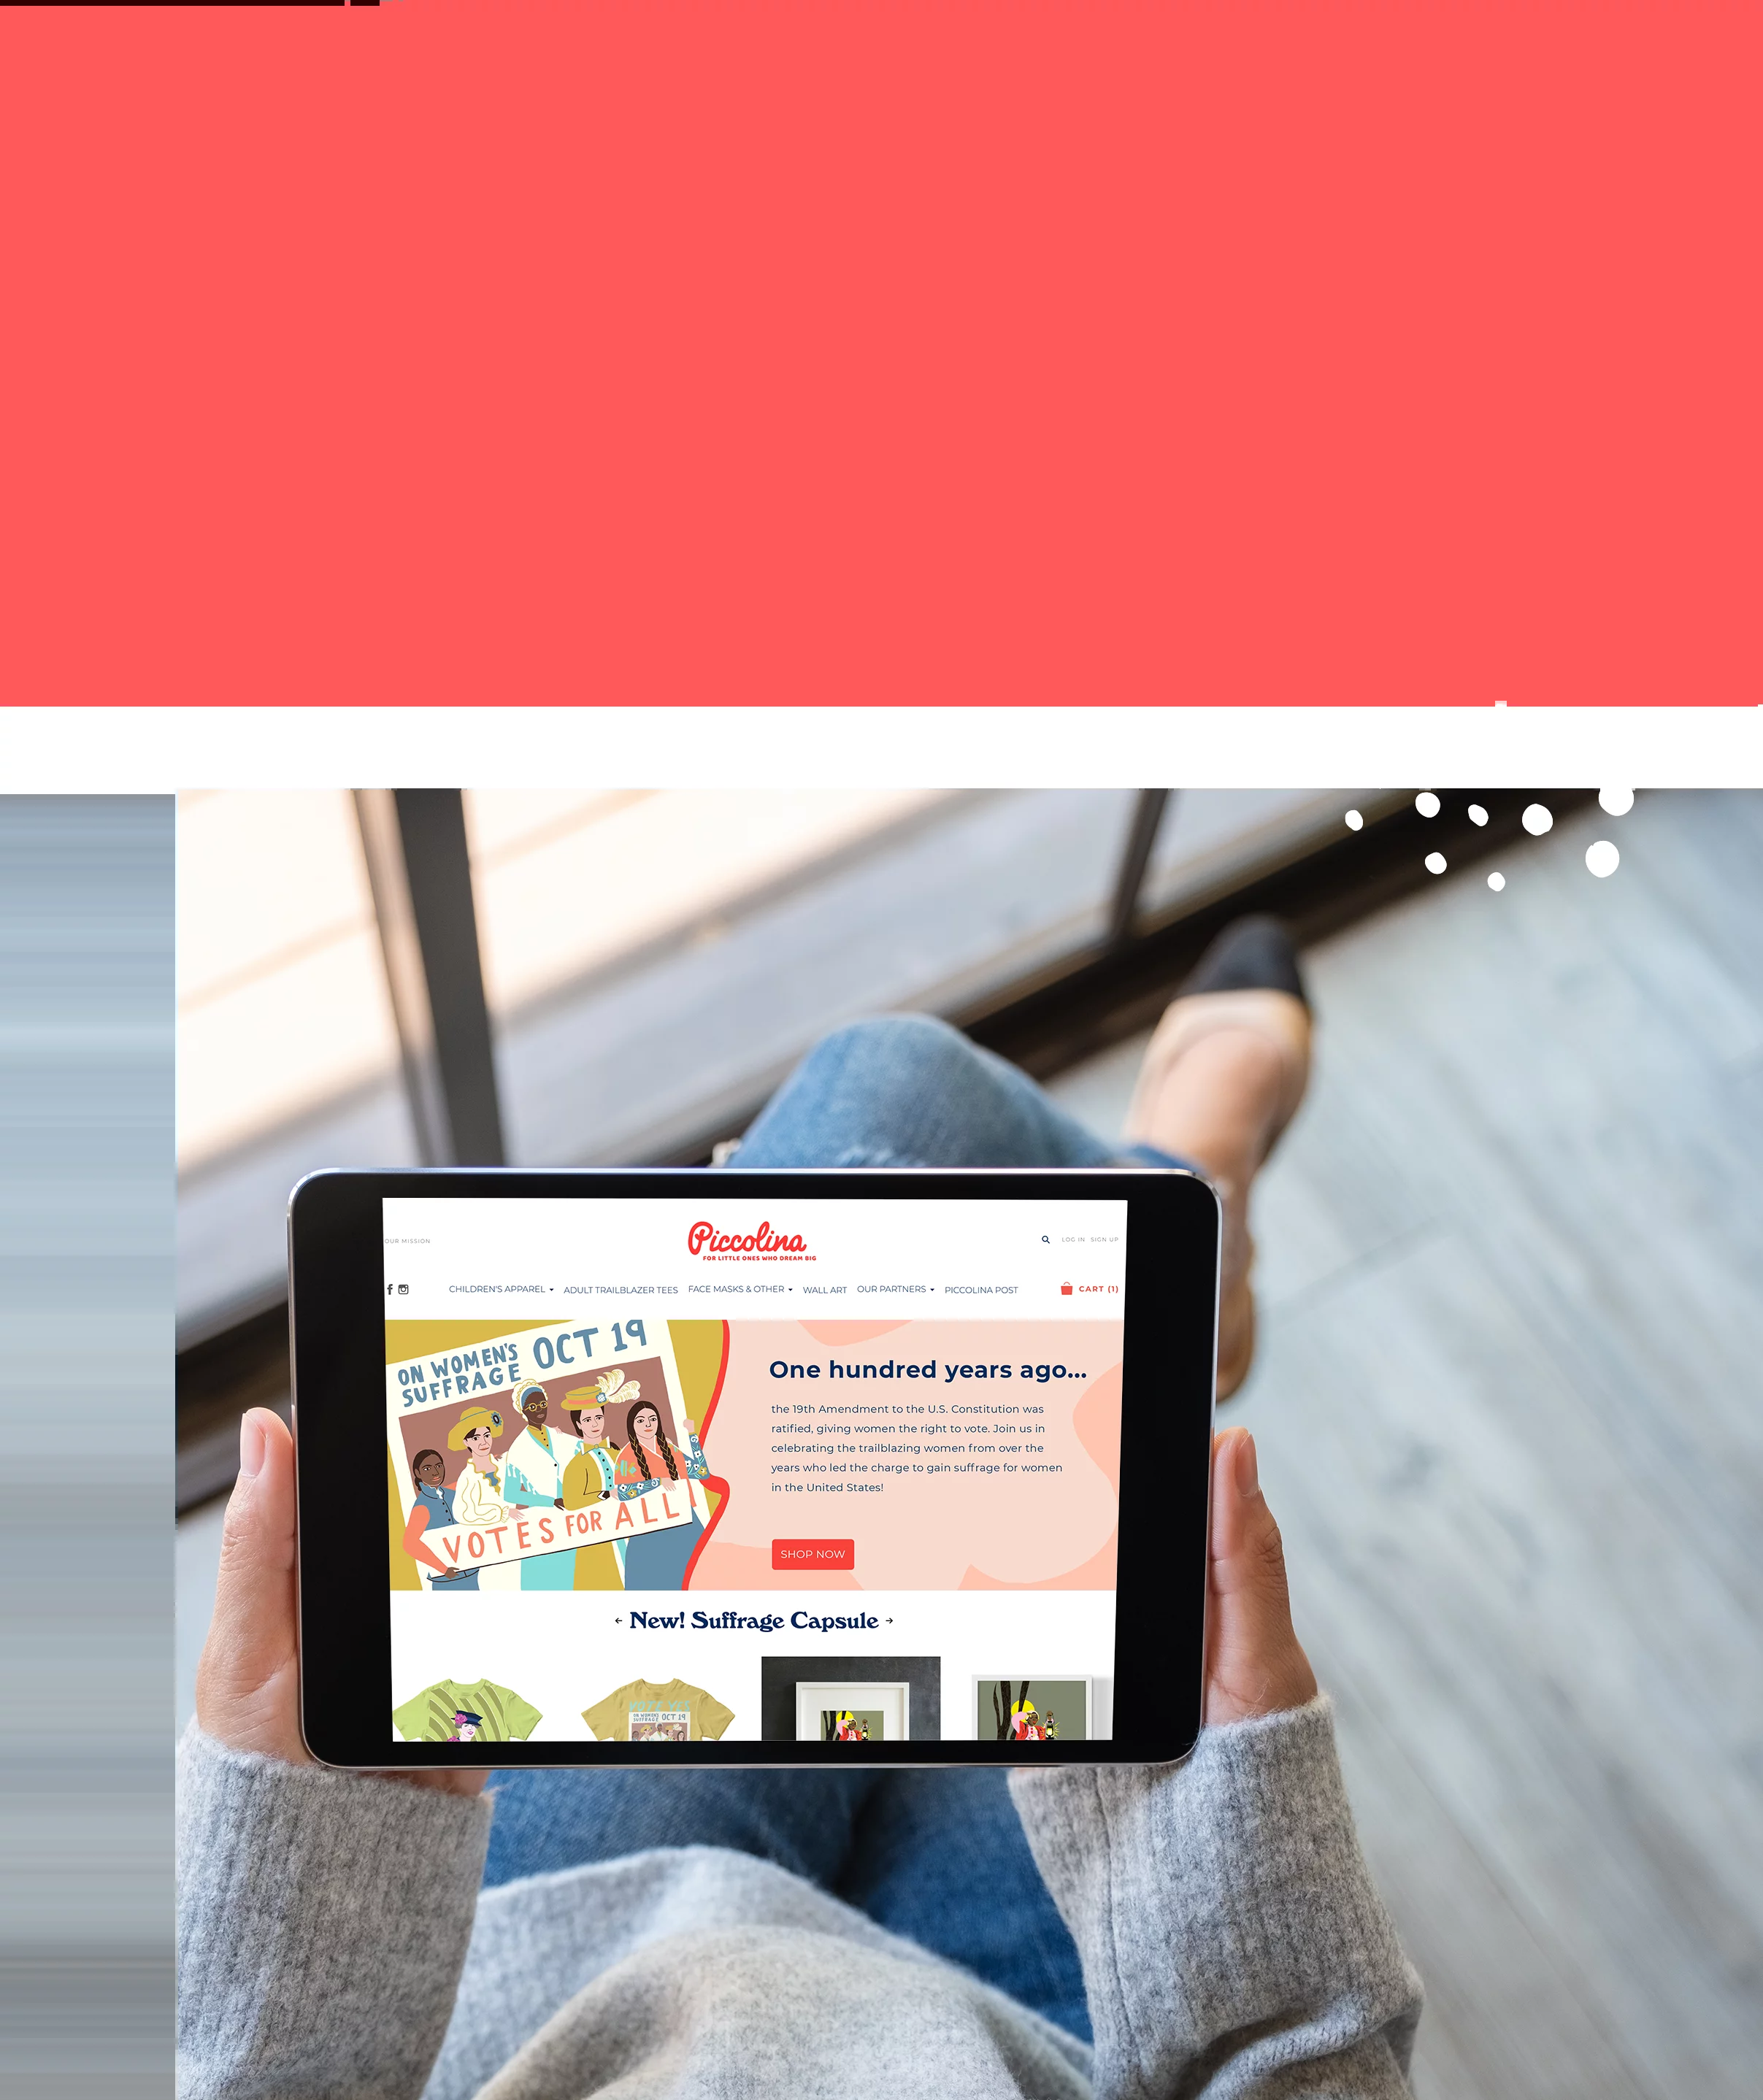 OUR MISSION
Piccolina
FOR LITTLE ONES WHO DREAM BIG
LOG IN SIGN UP
CHILDREN'S APPAREL ADULT TRAILBLAZER TEES FACE MASKS & OTHER WALL ART OUR PARTNERS PICCOLINA POST
CART (1)
ON WOMEN'S
SUFFRAGE
OCT 19
VOTES FOR ALL!
One hundred years ago...
the 19th Amendment to the U.S. Constitution was
ratified, giving women the right to vote. Join us in
celebrating the trailblazing women from over the
years who led the charge to gain suffrage for women
in the United States!
SHOP NOW
← New! Suffrage Capsule →
VOTE YES
ON WOMEN'S
SUFFRAGE
OCT 19